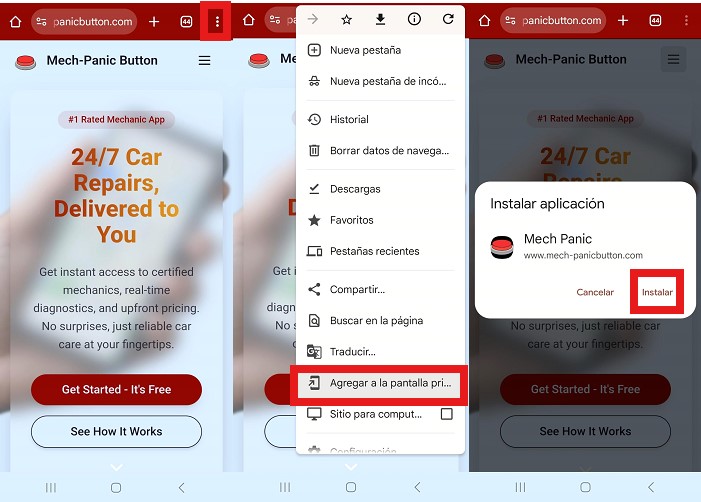 panicbutton.com
44
Mech-Panic Button
#1 Rated Mechanic App
24/7 Car
Repairs,
Delivered to
You
Get instant access to certified
mechanics, real-time
diagnostics, and upfront pricing.
No surprises, just reliable car
care at your fingertips.
Get Started - It's Free
See How It Works
Me
Get i
diagno
No s
Nueva pestaña
Nueva pestaña de incó...
Historial
Borrar datos de navega...
Descargas
Favoritos
Pestañas recientes
Compartir...
Buscar en la página
Traducir...
Agregar a la pantalla pri...
Sitio para comput...
Configuración
panicbutton.com
44
Mech-Panic Button
#1 Rated Mechanic App
24/7 Car
Repairs,
Instalar aplicación
Mech Panic
www.mech-panicbutton.com
Cancelar
Instalar
No surprises, just reliable car
care at your fingertips.
Get Started - It's Free
See How It Works